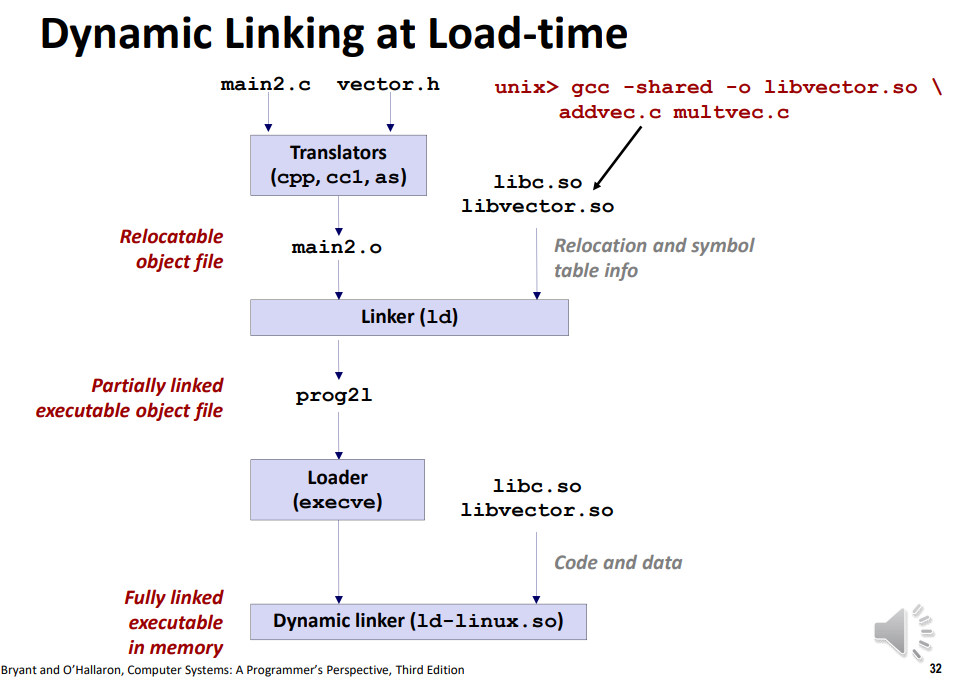 Dynamic Linking at Load-time
main2.c vector.h
unix> gcc -shared -o libvector.so \
addvec.c multvec.c
Translators
(cpp, cc1, as)
libc.so
libvector.so
Relocatable
object file
main2.o
Relocation and symbol
table info
Linker (ld)
Partially linked
executable object file
prog2l
Loader
(execve)
libc.so
libvector.so
Code and data
Fully linked
executable
in memory
Dynamic linker (ld-linux.so)
Bryant and O’Hallaron, Computer Systems: A Programmer’s Perspective, Third Edition
32